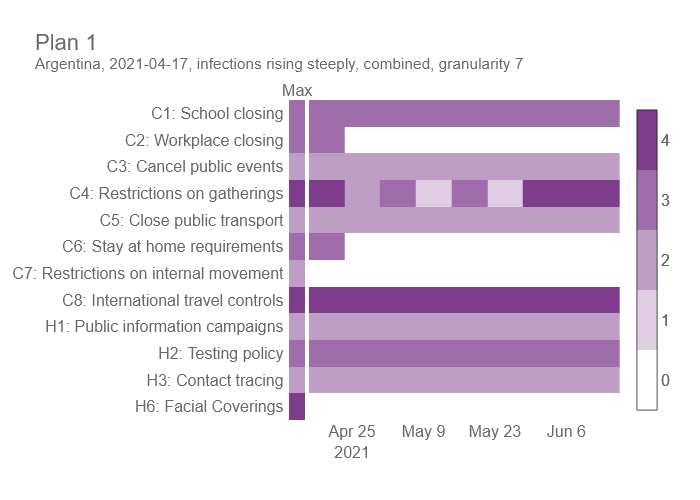 Plan 1
Argentina, 2021-04-17, infections rising steeply, combined, granularity 7
Max
C1: School closing
C2: Workplace closing
C3: Cancel public events
C4: Restrictions on gatherings
C5: Close public transport
C6: Stay at home requirements
C7: Restrictions on internal movement
C8: International travel controls
H1: Public information campaigns
H2: Testing policy
H3: Contact tracing
H6: Facial Coverings
4
3
2
1
0
Apr 25 May 9 May 23 Jun 6
2021